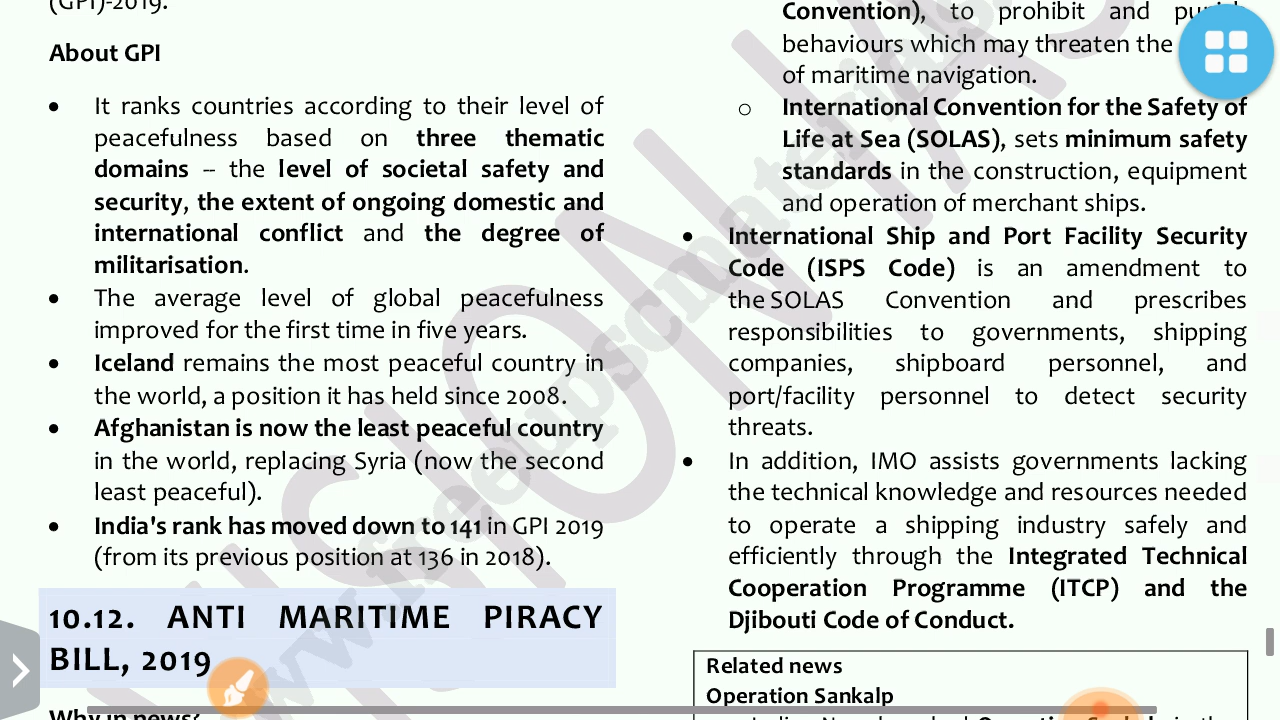 (GPI)-2019.
About GPI
• It ranks countries according to their level of
peacefulness based on three thematic
domains – the level of societal safety and
security, the extent of ongoing domestic and
international conflict and the degree of
militarisation.
• The average level of global peacefulness
improved for the first time in five years.
• Iceland remains the most peaceful country in
the world, a position it has held since 2008.
• Afghanistan is now the least peaceful country
in the world, replacing Syria (now the second
least peaceful).
• India's rank has moved down to 141 in GPI 2019
(from its previous position at 136 in 2018).
10.12. ANTI MARITIME PIRACY
BILL, 2019
Why in news?
Convention), to prohibit and punish
behaviours which may threaten the
of maritime navigation.
o International Convention for the Safety of
Life at Sea (SOLAS), sets minimum safety
standards in the construction, equipment
and operation of merchant ships.
• International Ship and Port Facility Security
Code (ISPS Code) is an amendment to
the SOLAS Convention and prescribes
responsibilities to governments, shipping
companies, shipboard personnel, and
port/facility personnel to detect security
threats.
• In addition, IMO assists governments lacking
the technical knowledge and resources needed
to operate a shipping industry safely and
efficiently through the Integrated Technical
Cooperation Programme (ITCP) and the
Djibouti Code of Conduct.
Related news
Operation Sankalp